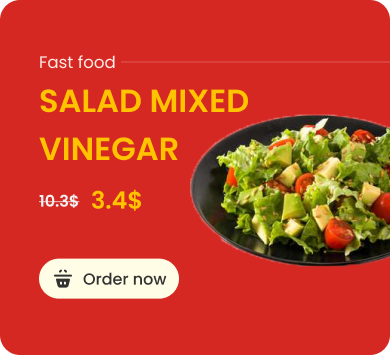 Fast food
SALAD MIXED
VINEGAR
10.3$ 3.4$
Order now